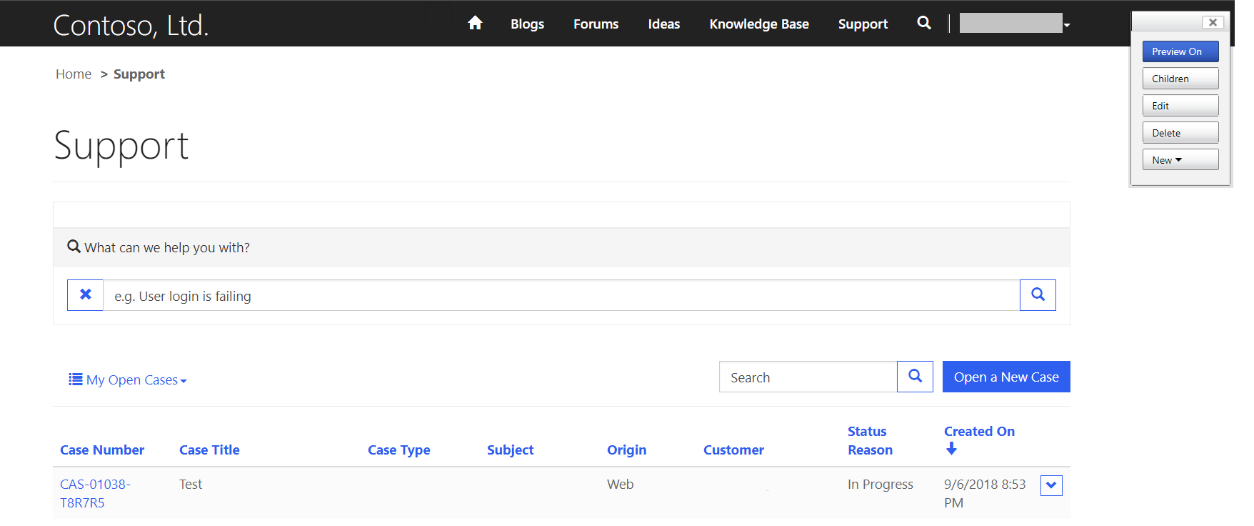 Contoso, Ltd.
Blogs Forums Ideas Knowledge Base Support
Preview On
Children
Edit
Delete
New
Home > Support
Support
What can we help you with?
e.g. User login is failing
My Open Cases
Search
Open a New Case
Case Number Case Title Case Type Subject Origin Customer Status Reason Created On
CAS-01038-T8R7R5 Test Web In Progress 9/6/2018 8:53 PM